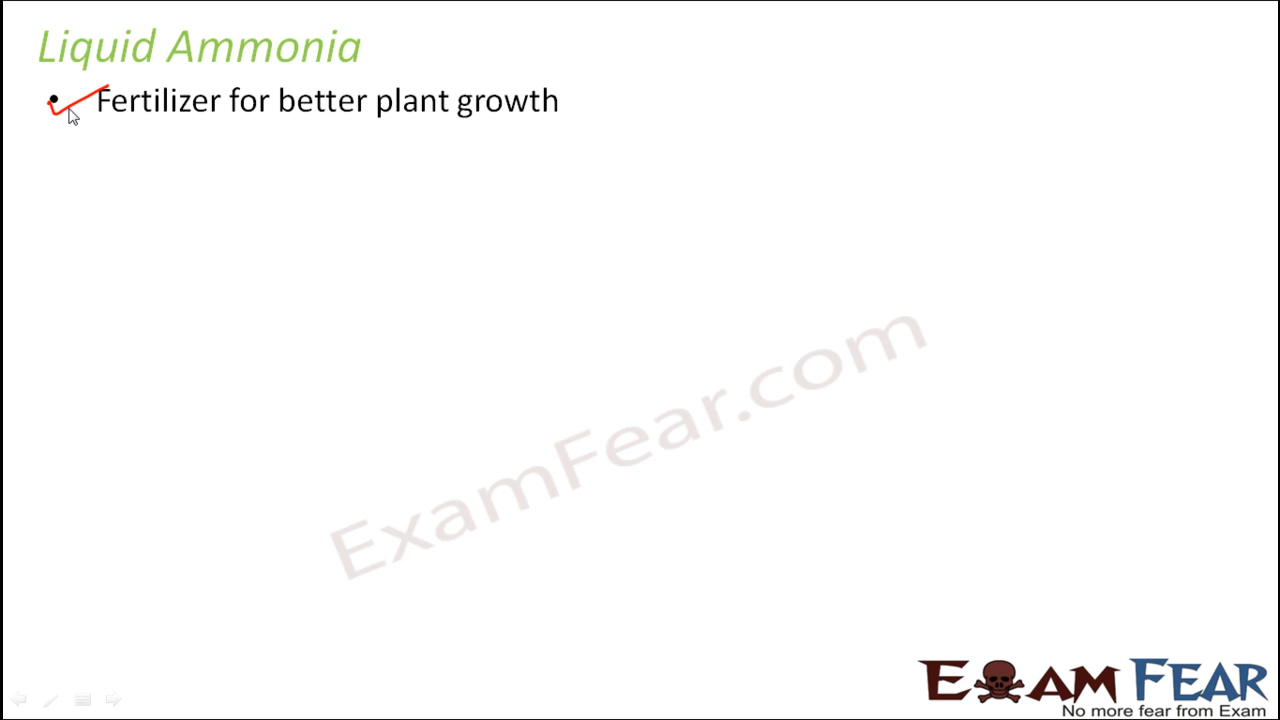 Liquid Ammonia
• Fertilizer for better plant growth
ExamFear.com
EXAM FEAR
No more fear from Exam